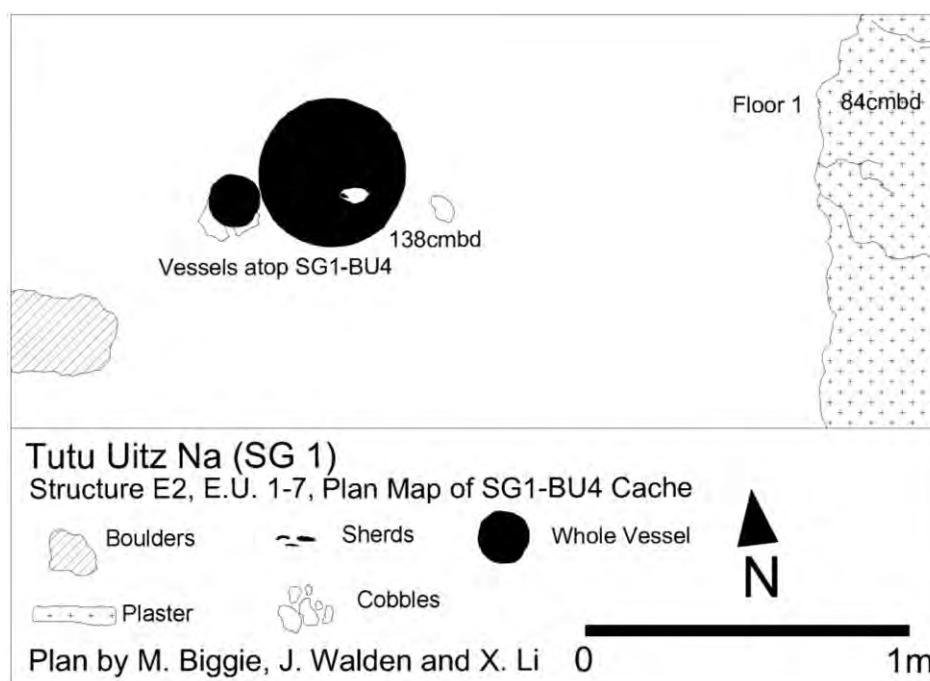 Floor 1 84cmbd
138cmbd
Vessels atop SG1-BU4
Tutu Uitz Na (SG 1)
Structure E2, E.U. 1-7, Plan Map of SG1-BU4 Cache
Boulders Sherds Whole Vessel
N
Plaster Cobbles
Plan by M. Biggie, J. Walden and X. Li 0 1m